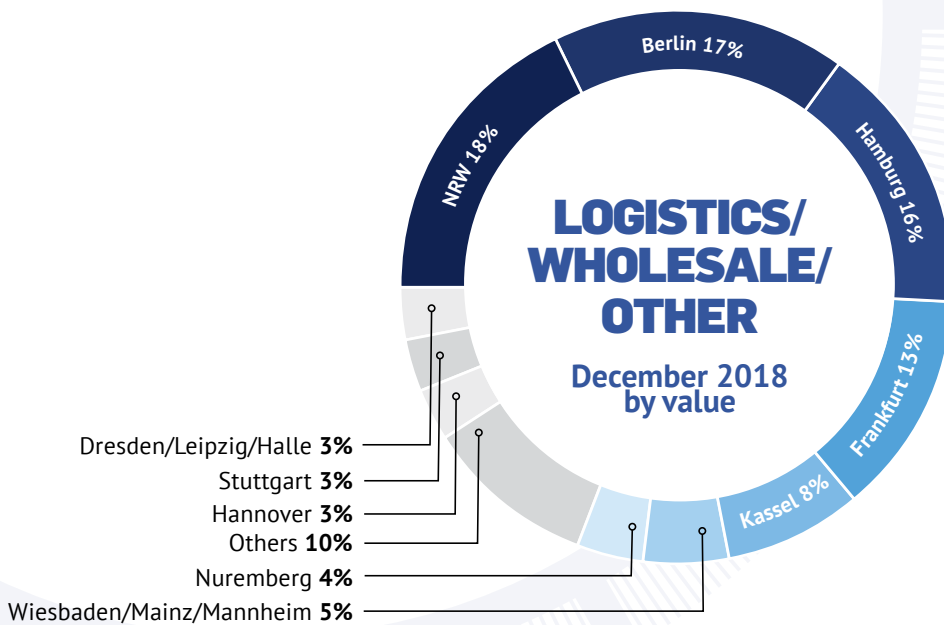 Berlin 17%
NRW 18%
Hamburg 16%
LOGISTICS/
WHOLESALE/
OTHER
December 2018
by value
Frankfurt 13%
Kassel 8%
Dresden/Leipzig/Halle 3%
Stuttgart 3%
Hannover 3%
Others 10%
Nuremberg 4%
Wiesbaden/Mainz/Mannheim 5%